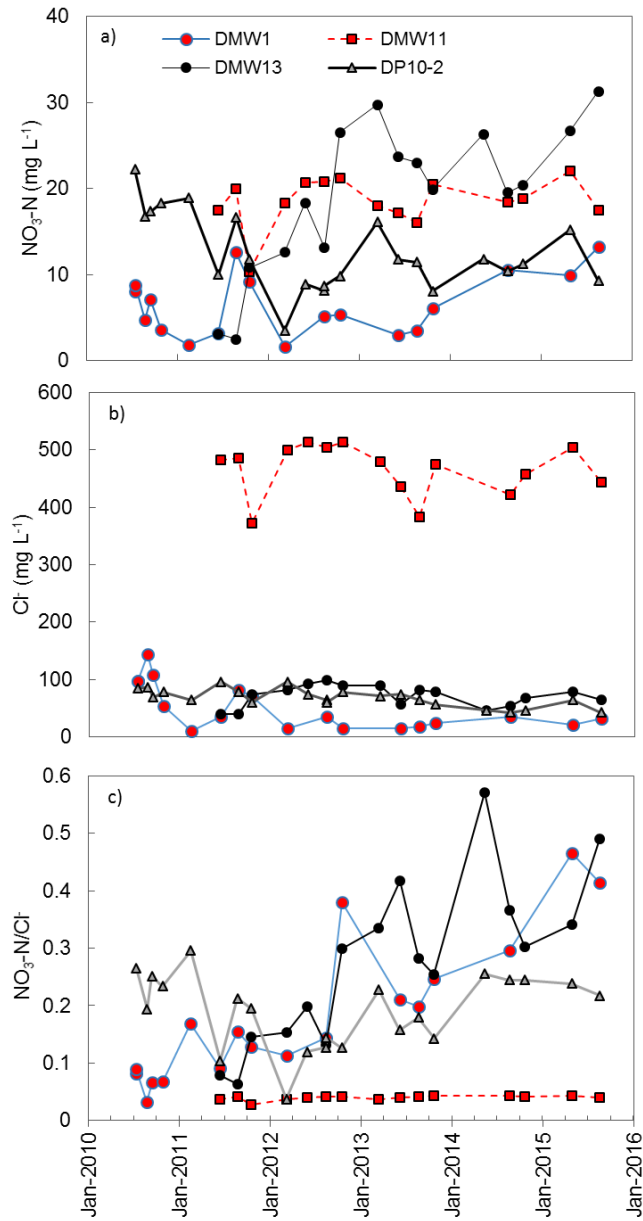 a)
DMW1
DMW11
DMW13
DP10-2
NO₃-N (mg L⁻¹)
40
30
20
10
0
b)
Cl⁻ (mg L⁻¹)
600
500
400
300
200
100
0
c)
NO₃-N/Cl⁻
0.6
0.5
0.4
0.3
0.2
0.1
0
Jan-2010
Jan-2011
Jan-2012
Jan-2013
Jan-2014
Jan-2015
Jan-2016